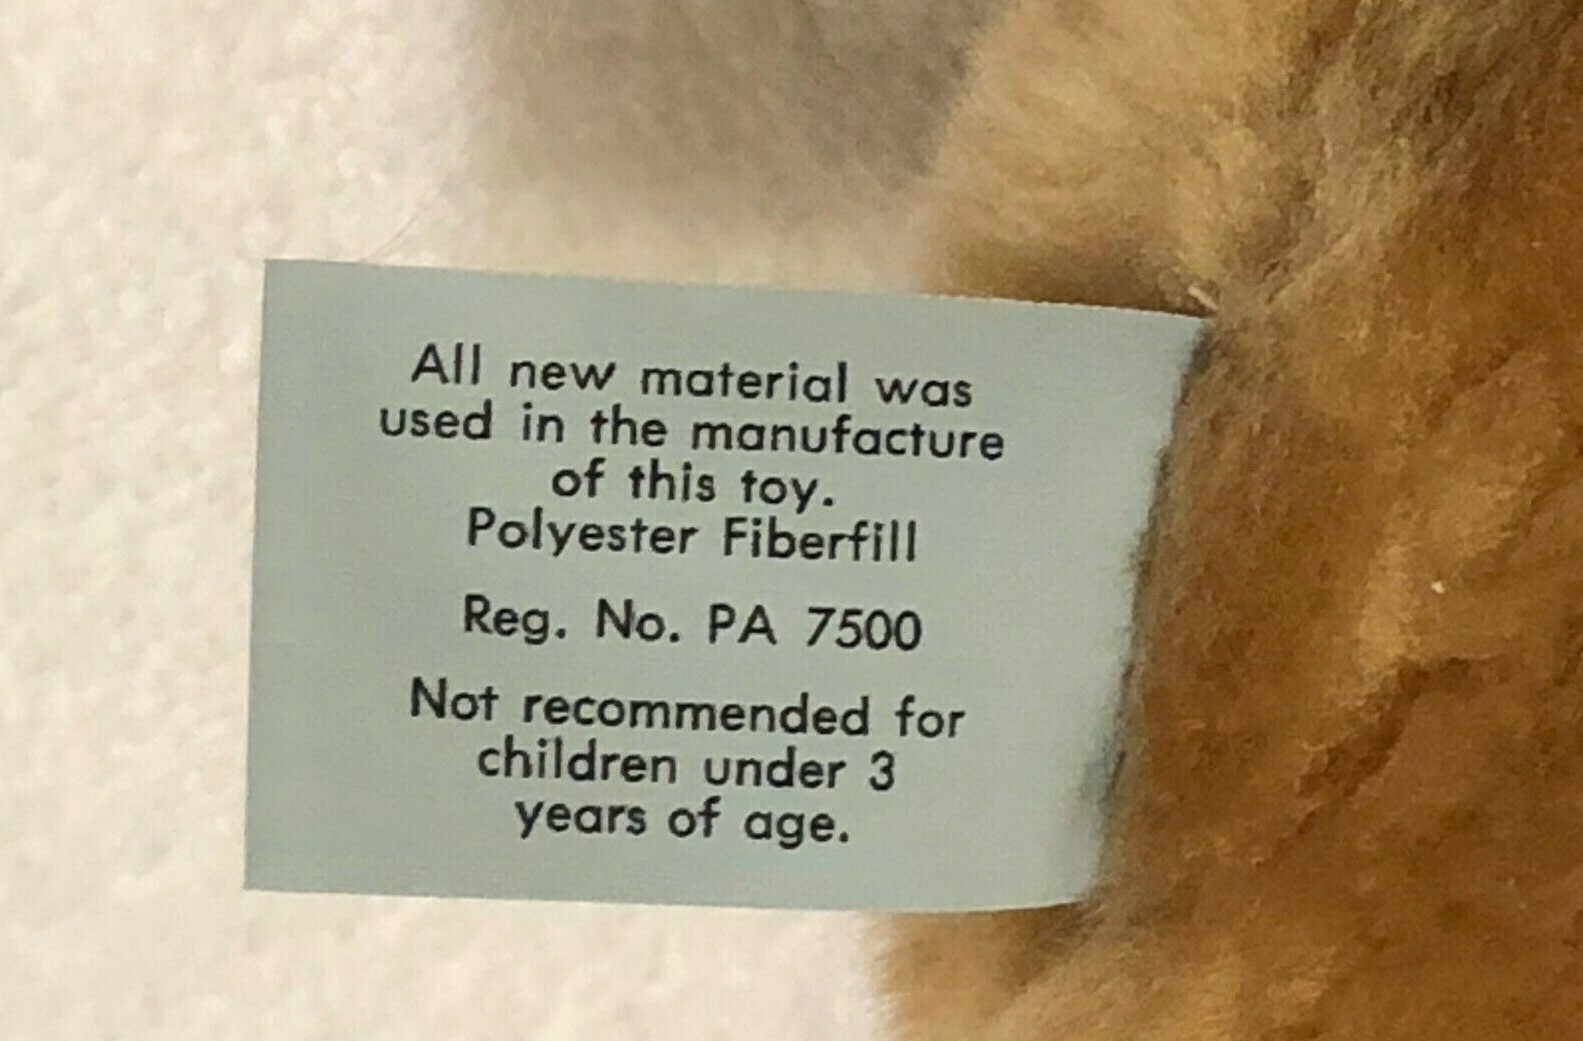 All new material was
used in the manufacture
of this toy.
Polyester Fiberfill
Reg. No. PA 7500
Not recommended for
children under 3
years of age.